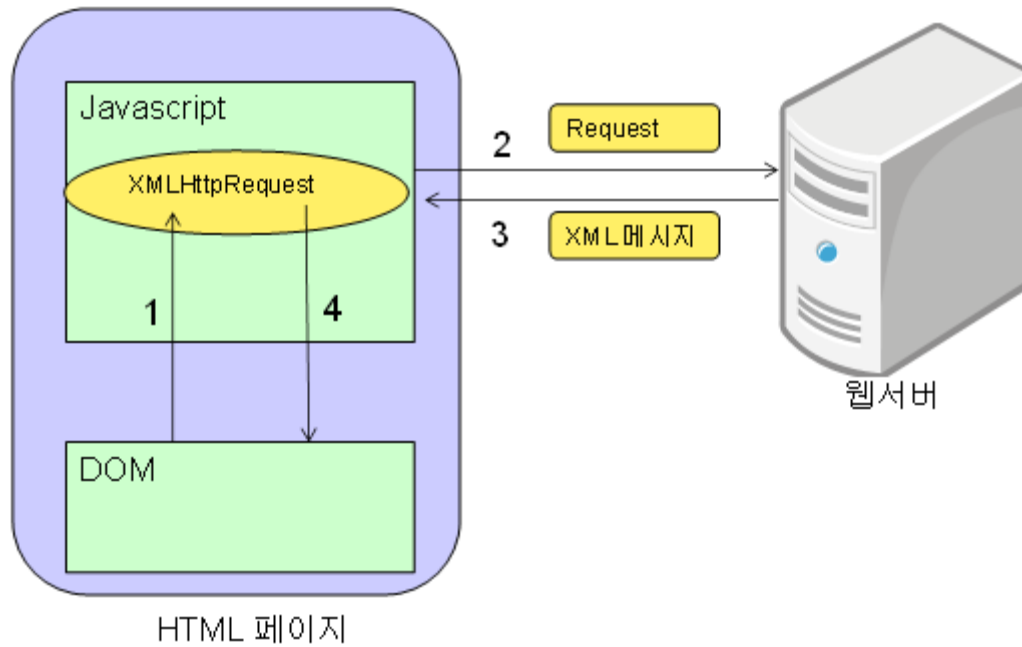 Javascript
XMLHttpRequest
1
4
DOM
HTML 페이지
2
Request
3
XML메시지
웹서버